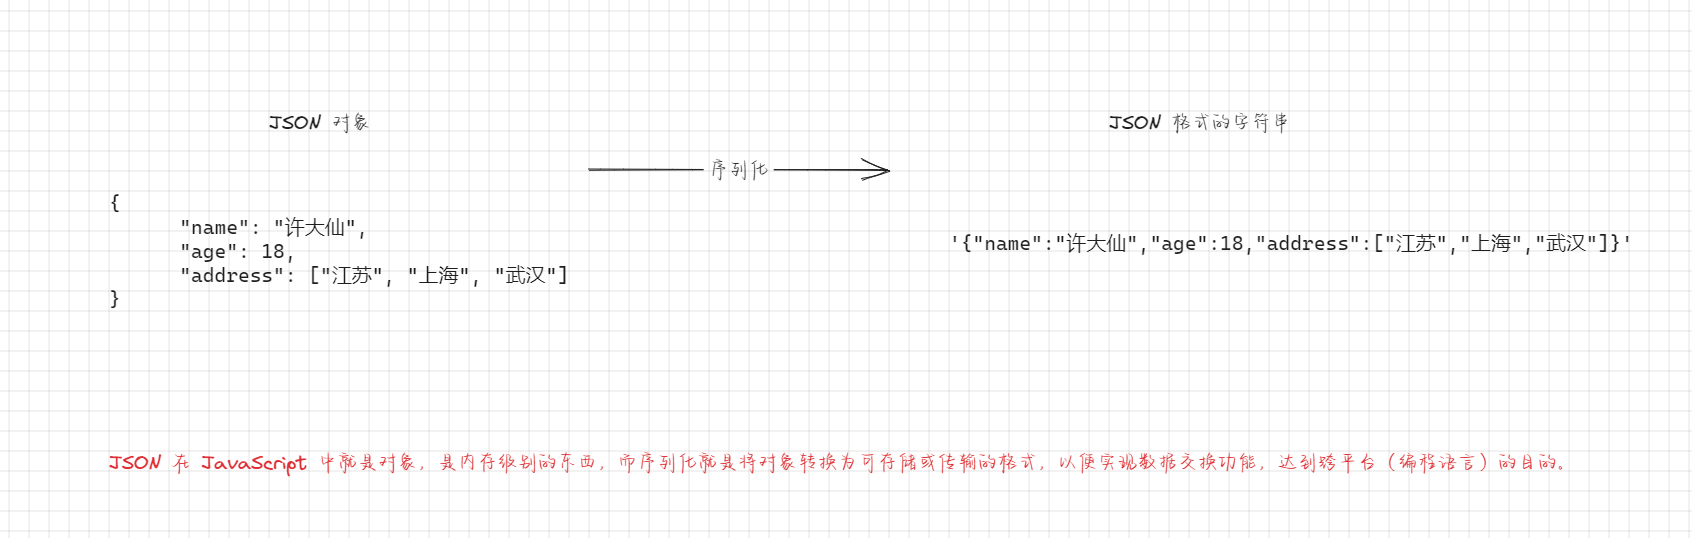 JSON 对象
JSON 格式的字符串
序列化
{
"name": "许大仙",
"age": 18,
"address": ["江苏", "上海", "武汉"]
}
'{"name":"许大仙","age":18,"address":["江苏","上海","武汉"]}'
JSON 在 JavaScript 中就是对象，是内存级别的东西，而序列化就是将对象转换为可存储或传输的格式，以便实现数据交换功能，达到跨平台（编程语言）的目的。